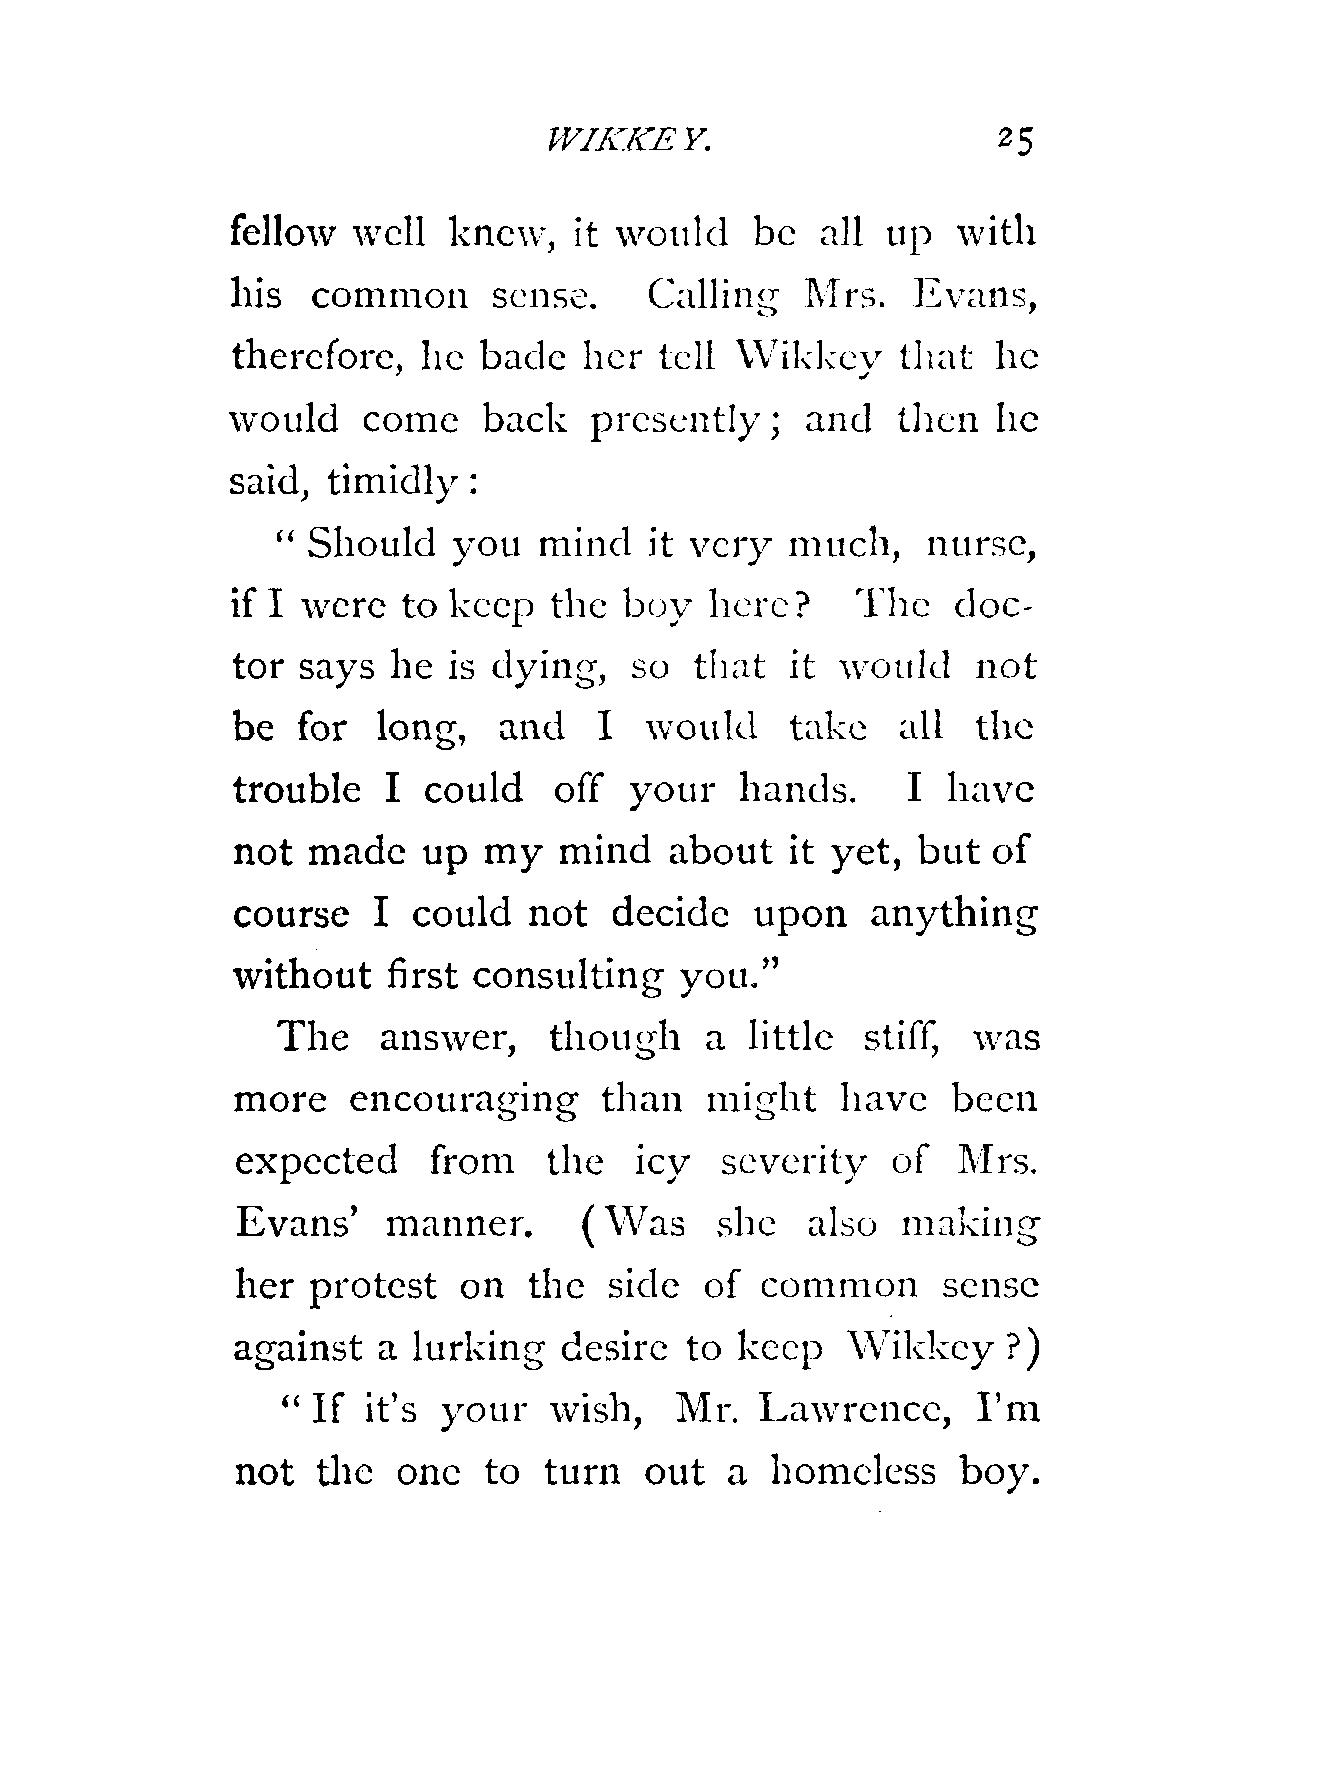 WIKKEY. 25
fellow well knew, it would be all up with
his common sense. Calling Mrs. Evans,
therefore, he bade her tell Wikkey that he
would come back presently; and then he
said, timidly:
" Should you mind it very much, nurse,
if I were to keep the boy here? The doc-
tor says he is dying, so that it would not
be for long, and I would take all the
trouble I could off your hands. I have
not made up my mind about it yet, but of
course I could not decide upon anything
without first consulting you."
The answer, though a little stiff, was
more encouraging than might have been
expected from the icy severity of Mrs.
Evans' manner. (Was she also making
her protest on the side of common sense
against a lurking desire to keep Wikkey?)
" If it's your wish, Mr. Lawrence, I'm
not the one to turn out a homeless boy.